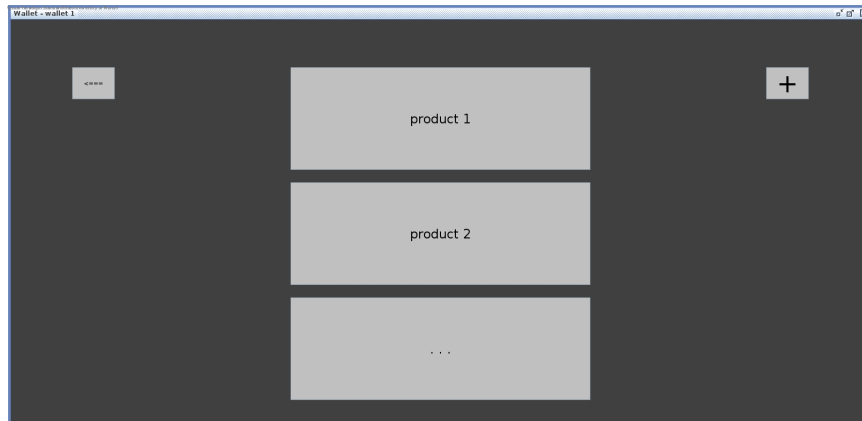 Wallet - wallet 1
<===
+
product 1
product 2
. . .